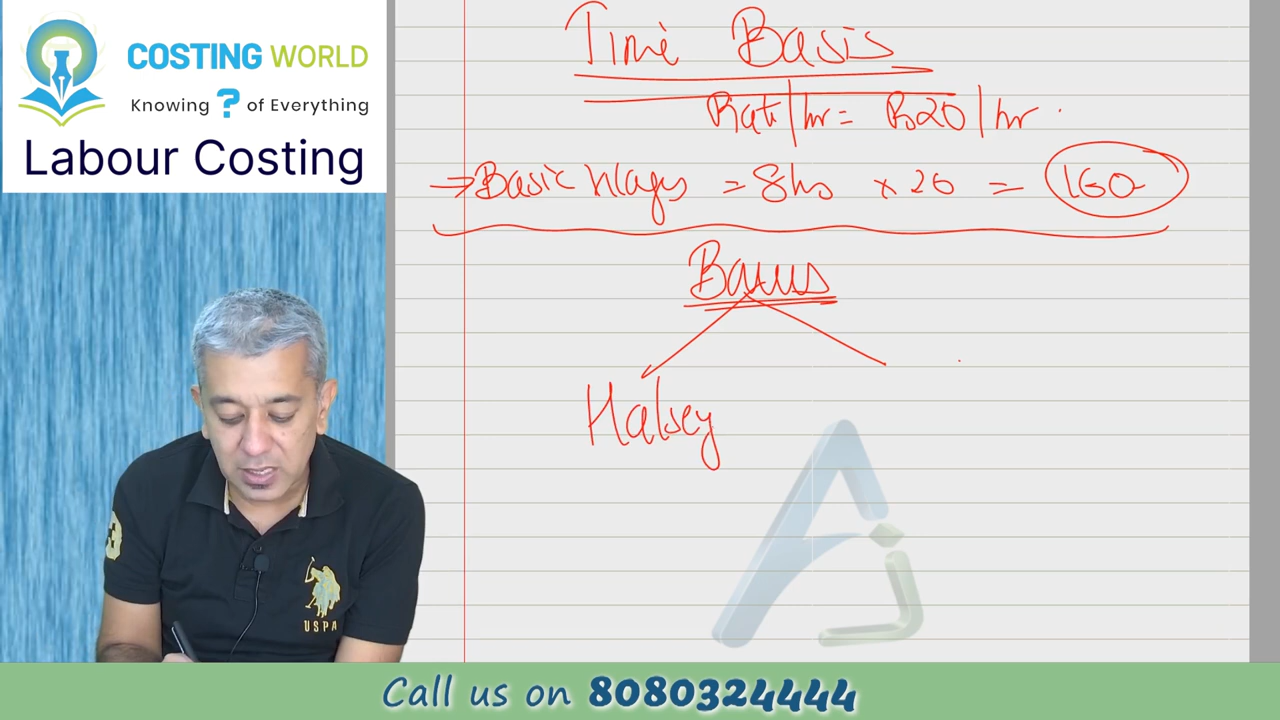 COSTING WORLD
Knowing ? of Everything
Labour Costing
Time Basis
Rate/hr = Rs20/hr
→ Basic Wages = 8hrs × 20 = 160
Bonus
Halsey
USPA
Call us on 8080324444